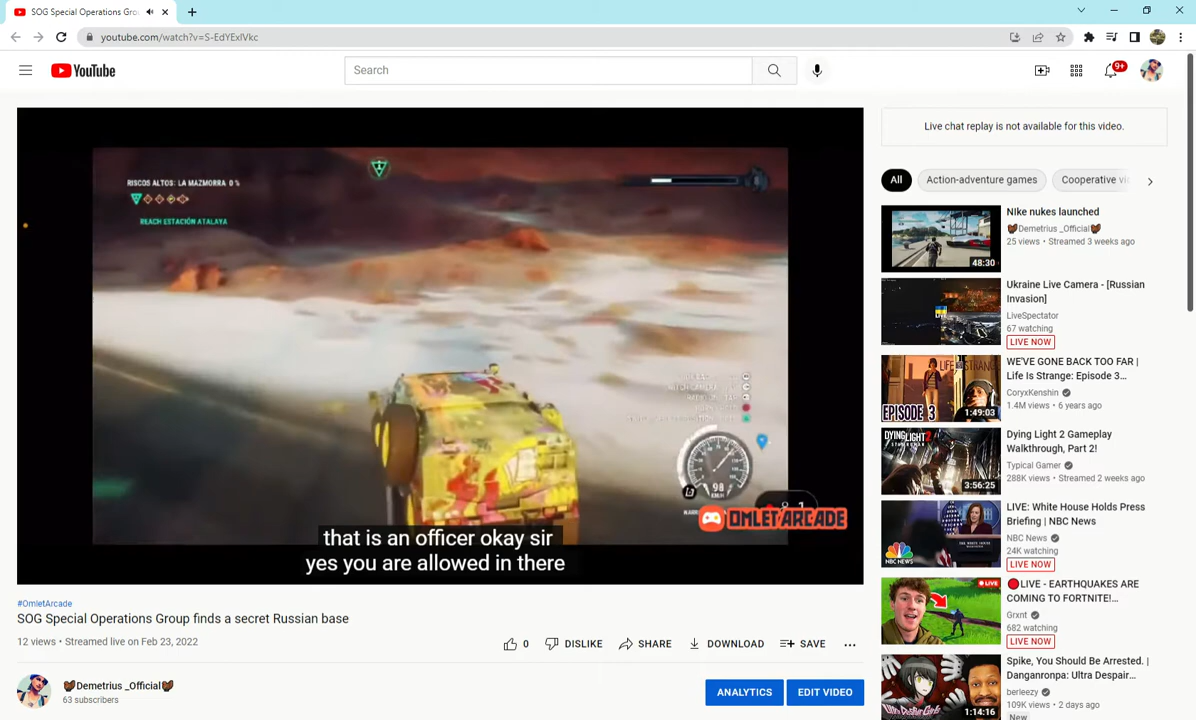 SOG Special Operations Grou
youtube.com/watch?v=S-EdYExIVkc
YouTube
Search
9+
RISCOS ALTOS: LA MAZMORRA 0 %
REACH ESTACIÓN ATALAYA
98
KM/H
OMLET ARCADE
that is an officer okay sir
yes you are allowed in there
#OmletArcade
SOG Special Operations Group finds a secret Russian base
12 views • Streamed live on Feb 23, 2022
0
DISLIKE
SHARE
DOWNLOAD
SAVE
Demetrius _Official
63 subscribers
ANALYTICS
EDIT VIDEO
Live chat replay is not available for this video.
All
Action-adventure games
Cooperative vi
NIke nukes launched
Demetrius _Official
25 views • Streamed 3 weeks ago
48:30
Ukraine Live Camera - [Russian
Invasion]
LiveSpectator
67 watching
LIVE NOW
WE'VE GONE BACK TOO FAR |
Life Is Strange: Episode 3...
CoryxKenshin
1.4M views • 6 years ago
EPISODE 3
1:49:03
Dying Light 2 Gameplay
Walkthrough, Part 2!
Typical Gamer
288K views • Streamed 2 weeks ago
3:56:25
LIVE: White House Holds Press
Briefing | NBC News
NBC News
24K watching
LIVE NOW
LIVE - EARTHQUAKES ARE
COMING TO FORTNITE!...
Grxnt
682 watching
LIVE NOW
LIVE
Spike, You Should Be Arrested. |
Danganronpa: Ultra Despair...
berleezy
109K views • 2 days ago
New
1:14:16